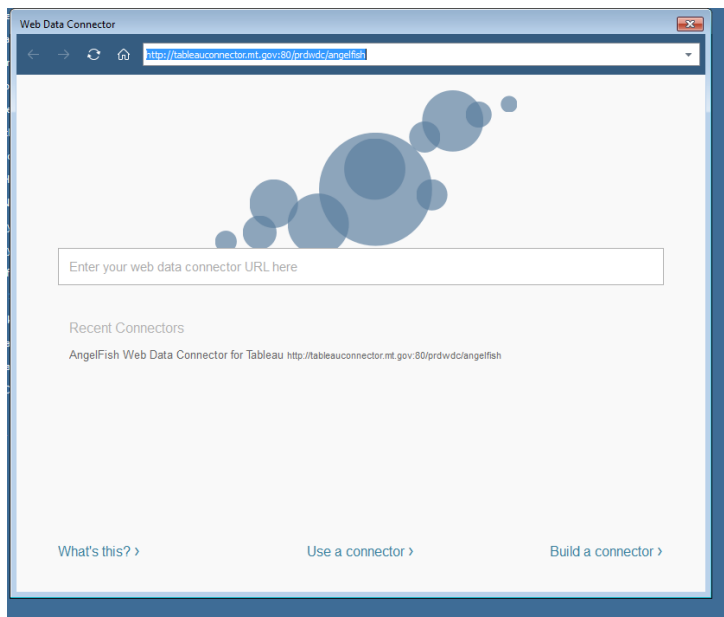 Web Data Connector
http://tableauconnector.mt.gov:80/prdwdc/angelfish
Enter your web data connector URL here
Recent Connectors
AngelFish Web Data Connector for Tableau http://tableauconnector.mt.gov:80/prdwdc/angelfish
What's this? ›
Use a connector ›
Build a connector ›